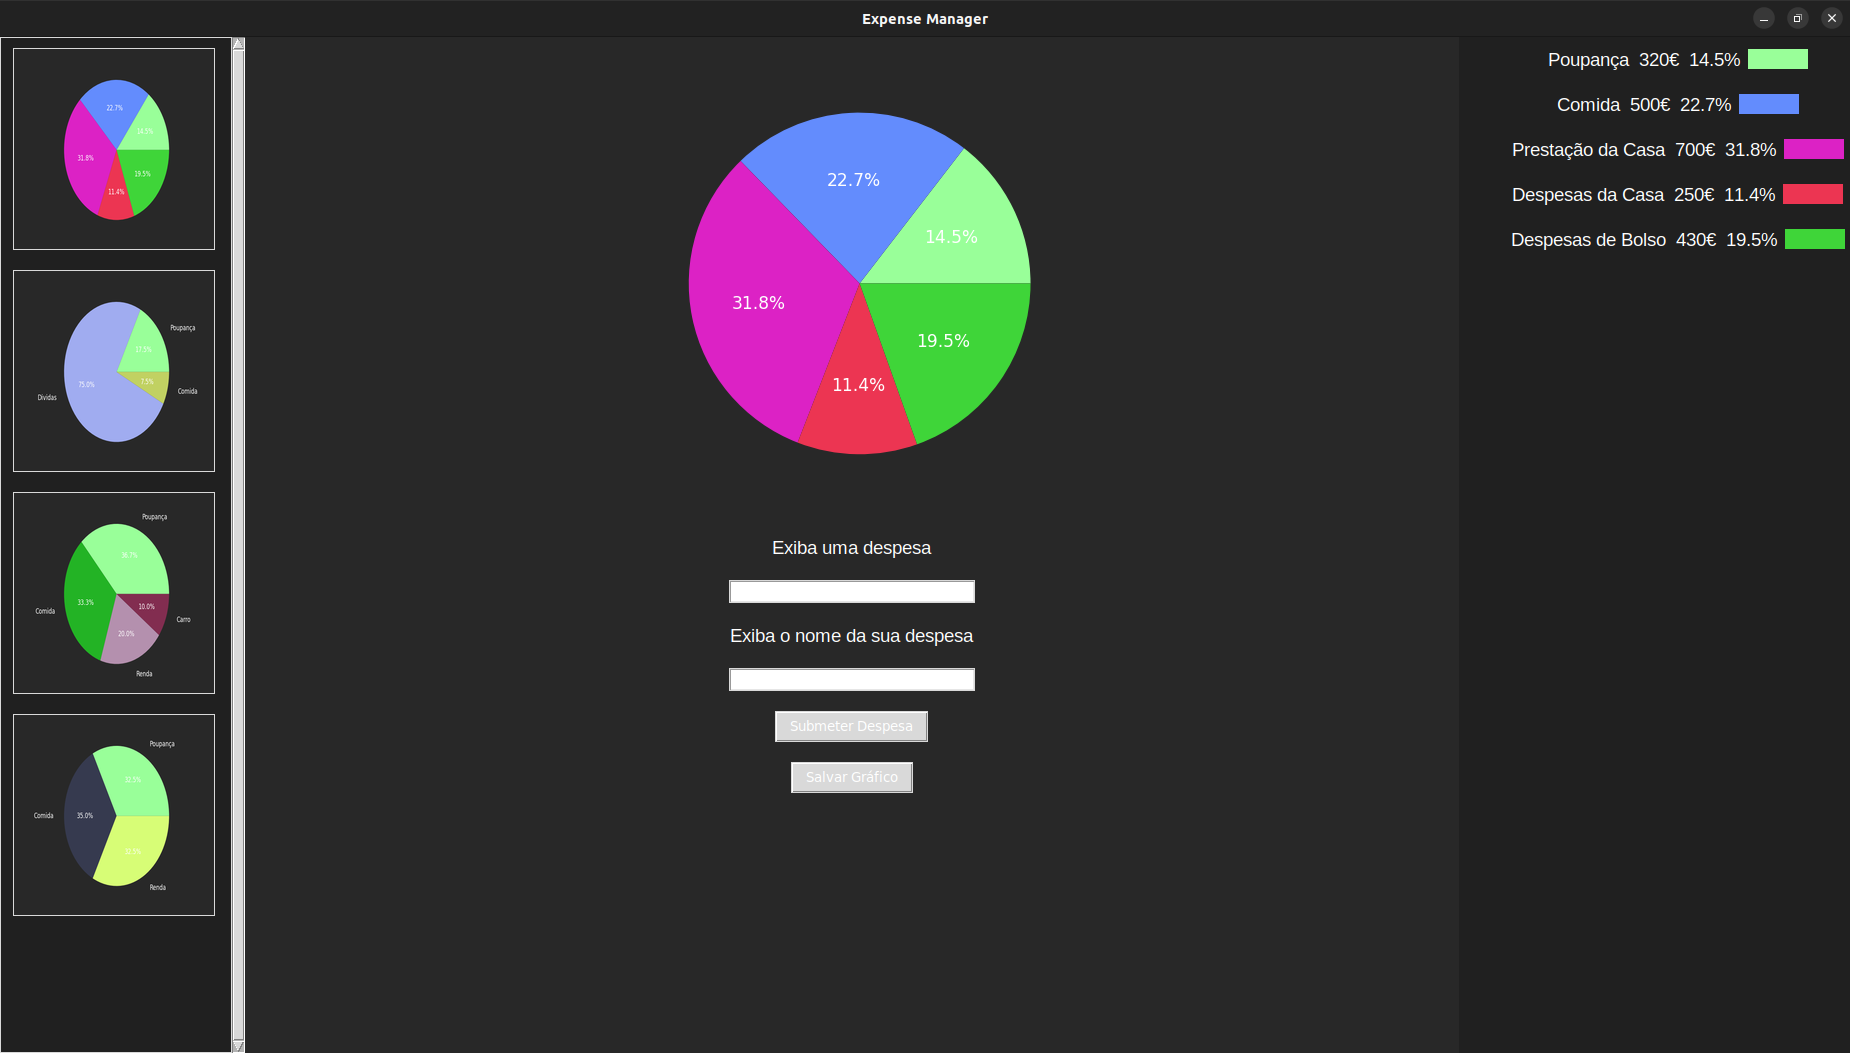 Expense Manager
22.7%
14.5%
31.8%
19.5%
11.4%
Poupança
17.5%
75.0%
7.5%
Comida
Dividas
Poupança
36.7%
33.3%
10.0%
Comida
Carro
20.0%
Renda
Poupança
32.5%
Comida
35.0%
32.5%
Renda
22.7%
14.5%
31.8%
19.5%
11.4%
Exiba uma despesa
Exiba o nome da sua despesa
Submeter Despesa
Salvar Gráfico
Poupança 320€ 14.5%
Comida 500€ 22.7%
Prestação da Casa 700€ 31.8%
Despesas da Casa 250€ 11.4%
Despesas de Bolso 430€ 19.5%